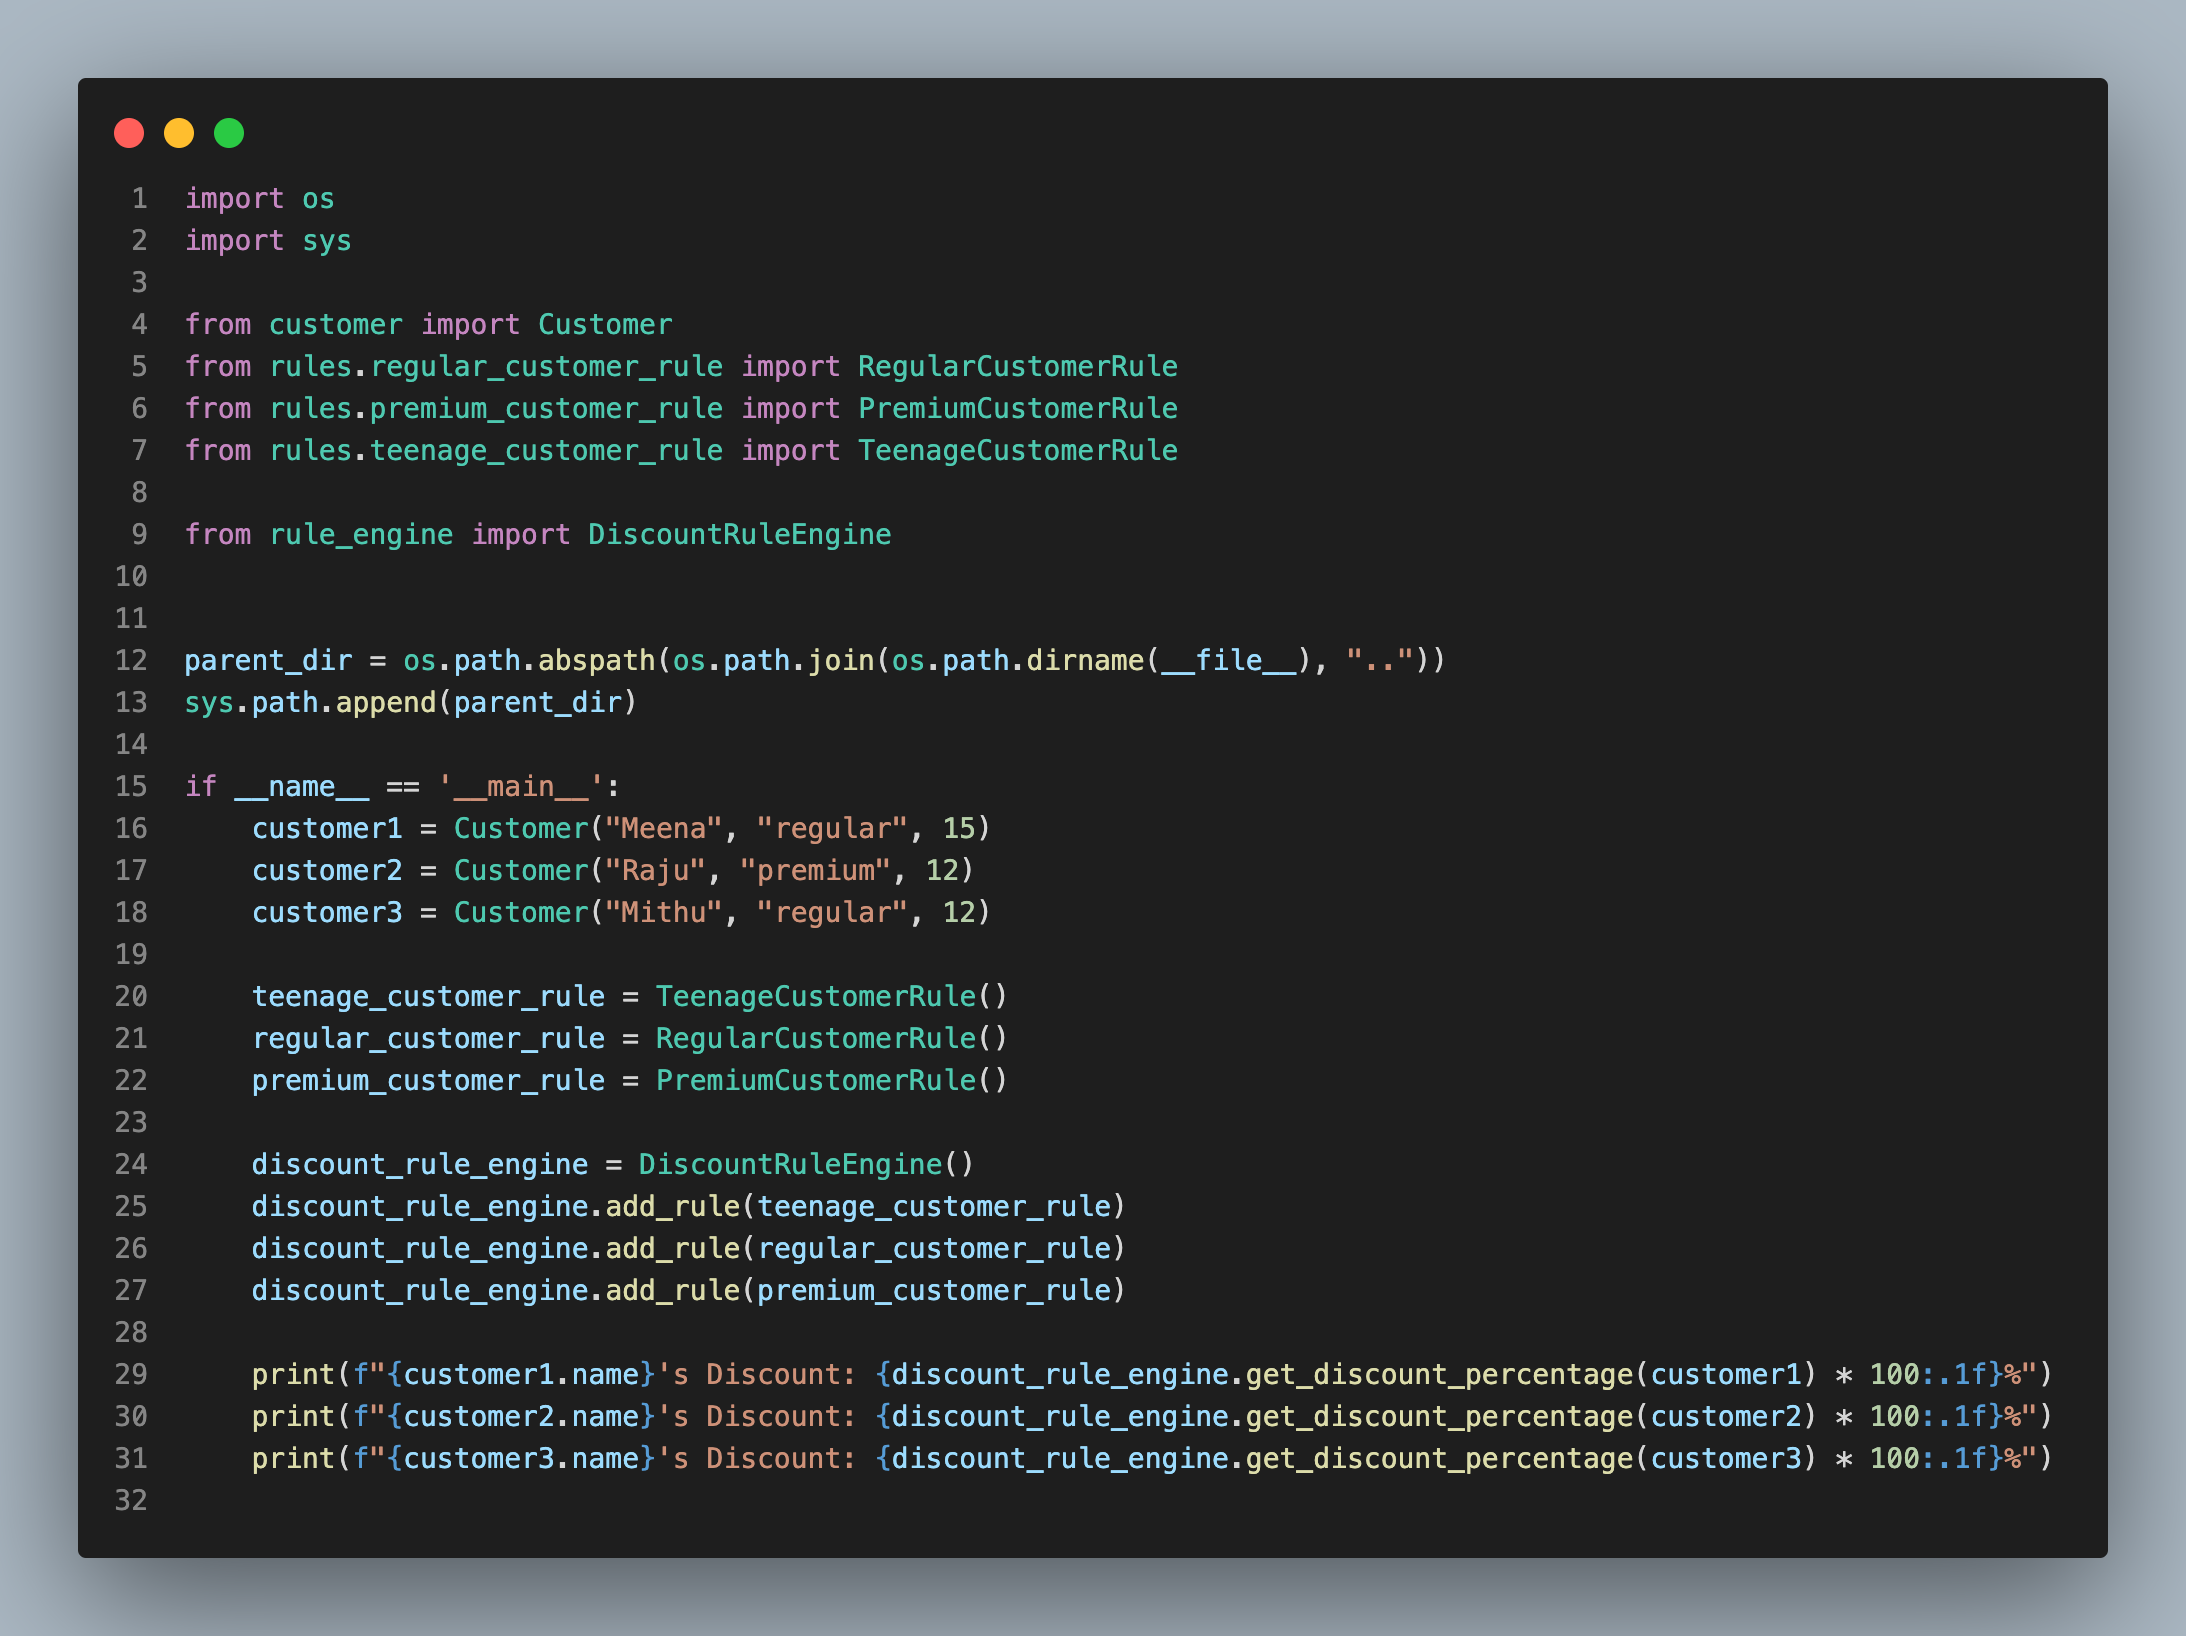 1 import os
2 import sys
3
4 from customer import Customer
5 from rules.regular_customer_rule import RegularCustomerRule
6 from rules.premium_customer_rule import PremiumCustomerRule
7 from rules.teenage_customer_rule import TeenageCustomerRule
8
9 from rule_engine import DiscountRuleEngine
10
11
12 parent_dir = os.path.abspath(os.path.join(os.path.dirname(__file__), ".."))
13 sys.path.append(parent_dir)
14
15 if __name__ == '__main__':
16     customer1 = Customer("Meena", "regular", 15)
17     customer2 = Customer("Raju", "premium", 12)
18     customer3 = Customer("Mithu", "regular", 12)
19
20     teenage_customer_rule = TeenageCustomerRule()
21     regular_customer_rule = RegularCustomerRule()
22     premium_customer_rule = PremiumCustomerRule()
23
24     discount_rule_engine = DiscountRuleEngine()
25     discount_rule_engine.add_rule(teenage_customer_rule)
26     discount_rule_engine.add_rule(regular_customer_rule)
27     discount_rule_engine.add_rule(premium_customer_rule)
28
29     print(f"{customer1.name}'s Discount: {discount_rule_engine.get_discount_percentage(customer1) * 100:.1f}%")
30     print(f"{customer2.name}'s Discount: {discount_rule_engine.get_discount_percentage(customer2) * 100:.1f}%")
31     print(f"{customer3.name}'s Discount: {discount_rule_engine.get_discount_percentage(customer3) * 100:.1f}%")
32